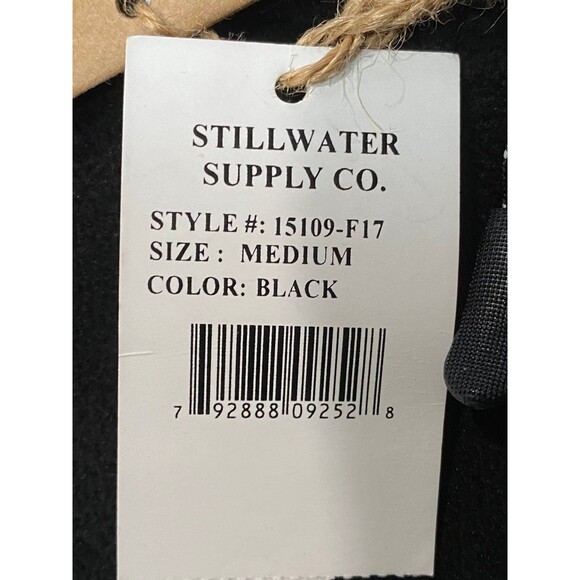 STILLWATER
SUPPLY CO.
STYLE #: 15109-F17
SIZE : MEDIUM
COLOR: BLACK
7 92888 09252 8